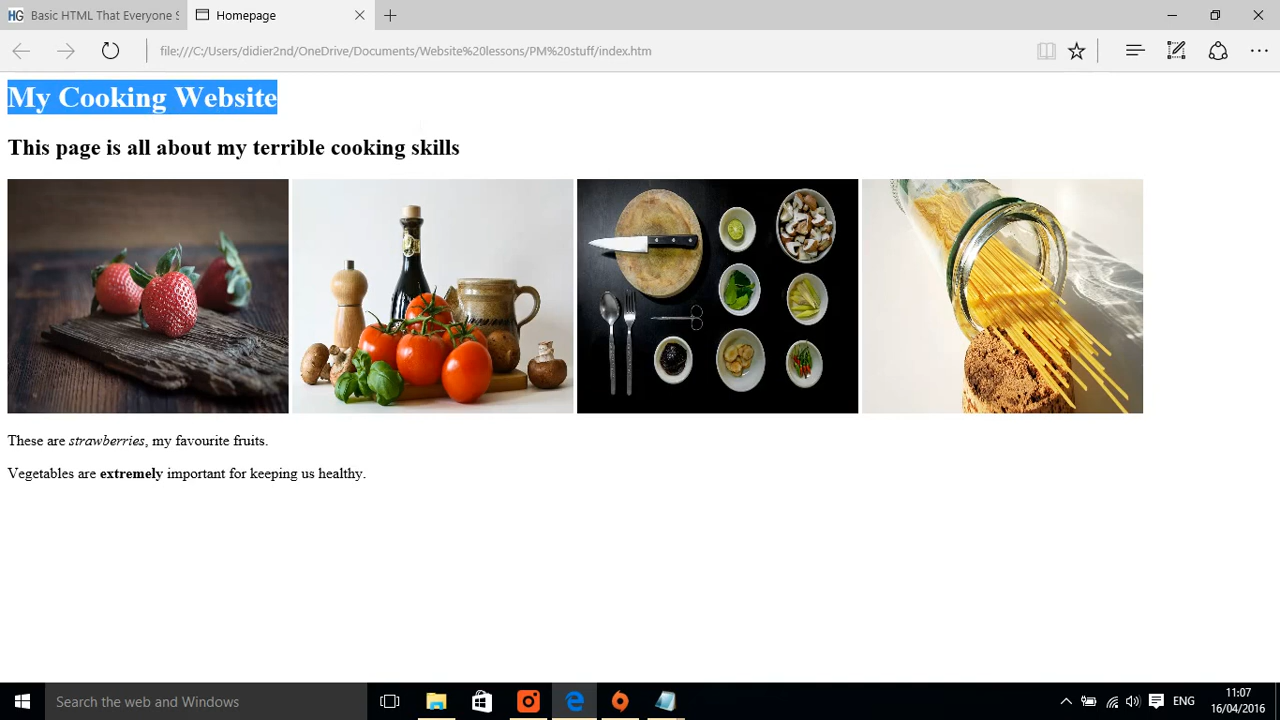 HG Basic HTML That Everyone S
Homepage
file:///C:/Users/didier2nd/OneDrive/Documents/Website%20lessons/PM%20stuff/index.htm
My Cooking Website
This page is all about my terrible cooking skills
These are strawberries, my favourite fruits.
Vegetables are extremely important for keeping us healthy.
Search the web and Windows
ENG
11:07
16/04/2016